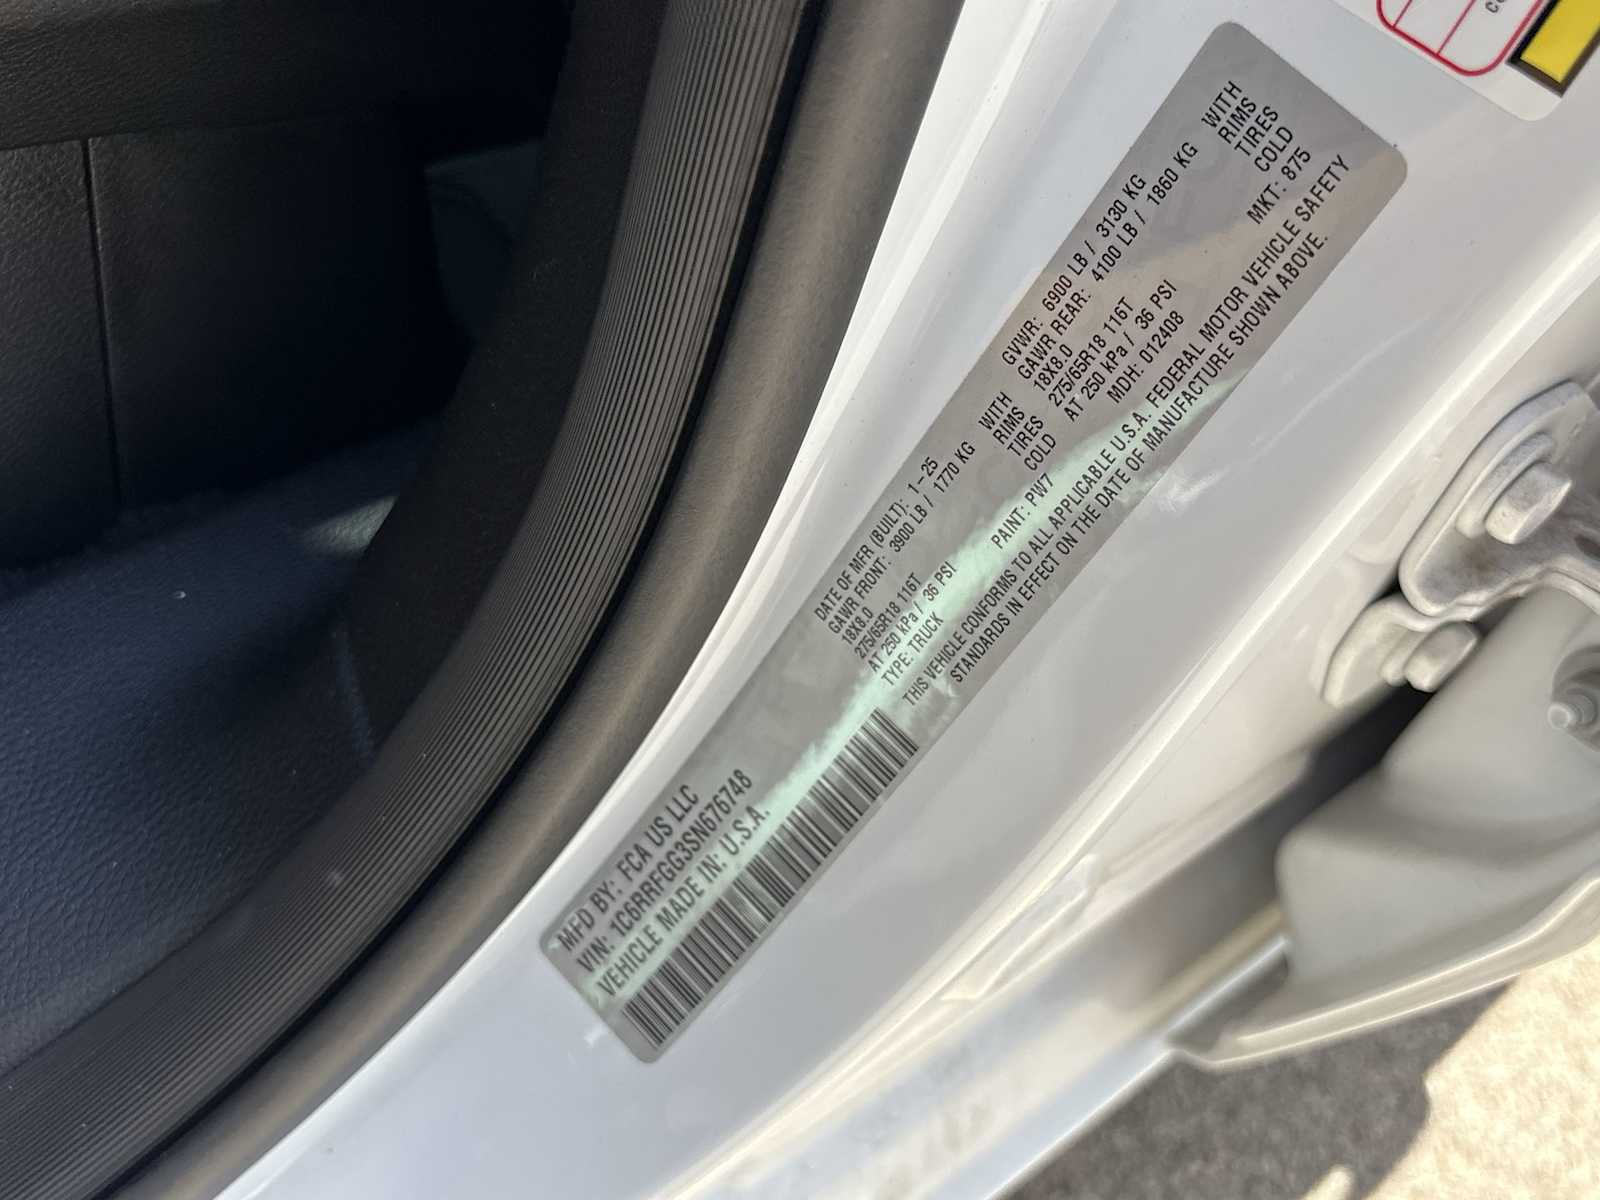 MFD BY: FCA US LLC
VIN: 1C6RRFGG3SN676748
VEHICLE MADE IN: U.S.A.
DATE OF MFR (BUILT): 1-25
GAWR FRONT: 3900 LB / 1770 KG WITH
18X8.0 RIMS
275/65R18 116T TIRES
AT 250 kPa / 36 PSI COLD
TYPE: TRUCK PAINT: PW7
GVWR: 6900 LB / 3130 KG
GAWR REAR: 4100 LB / 1860 KG WITH
18X8.0 RIMS
275/65R18 116T TIRES
AT 250 kPa / 36 PSI COLD
MDH: 012408 MKT: 875
THIS VEHICLE CONFORMS TO ALL APPLICABLE U.S.A. FEDERAL MOTOR VEHICLE SAFETY
STANDARDS IN EFFECT ON THE DATE OF MANUFACTURE SHOWN ABOVE.